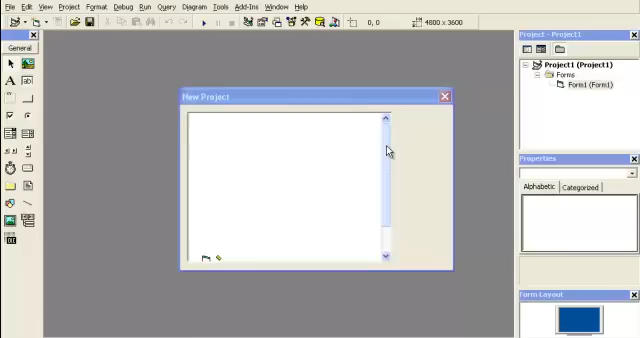 File Edit View Project Format Debug Run Query Diagram Tools Add-Ins Window Help
0, 0 4800 x 3600
General
A ab
Project - Project1
Project1 (Project1)
Forms
Form1 (Form1)
New Project
Properties
Alphabetic Categorized
Form Layout